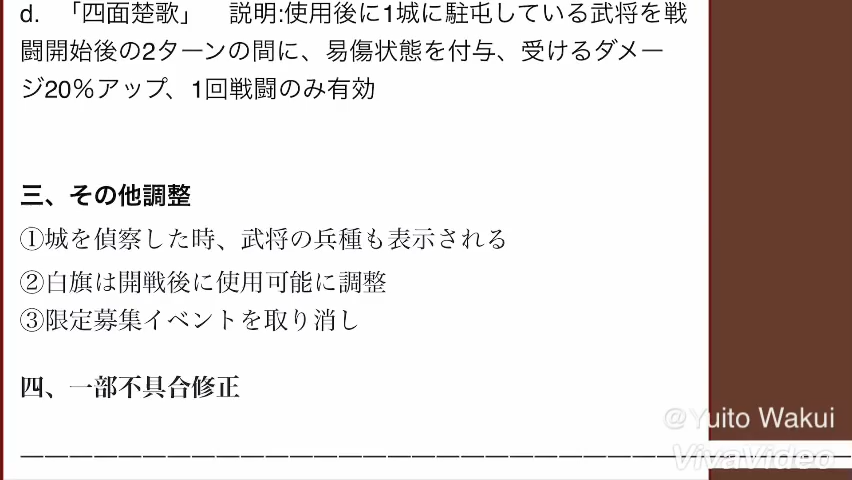 d. 「四面楚歌」 説明:使用後に1城に駐屯している武将を戦
闘開始後の2ターンの間に、易傷状態を付与、受けるダメー
ジ20%アップ、1回戦闘のみ有効
三、その他調整
①城を偵察した時、武将の兵種も表示される
②白旗は開戦後に使用可能に調整
③限定募集イベントを取り消し
四、一部不具合修正
@Yuito Wakui
VivaVideo